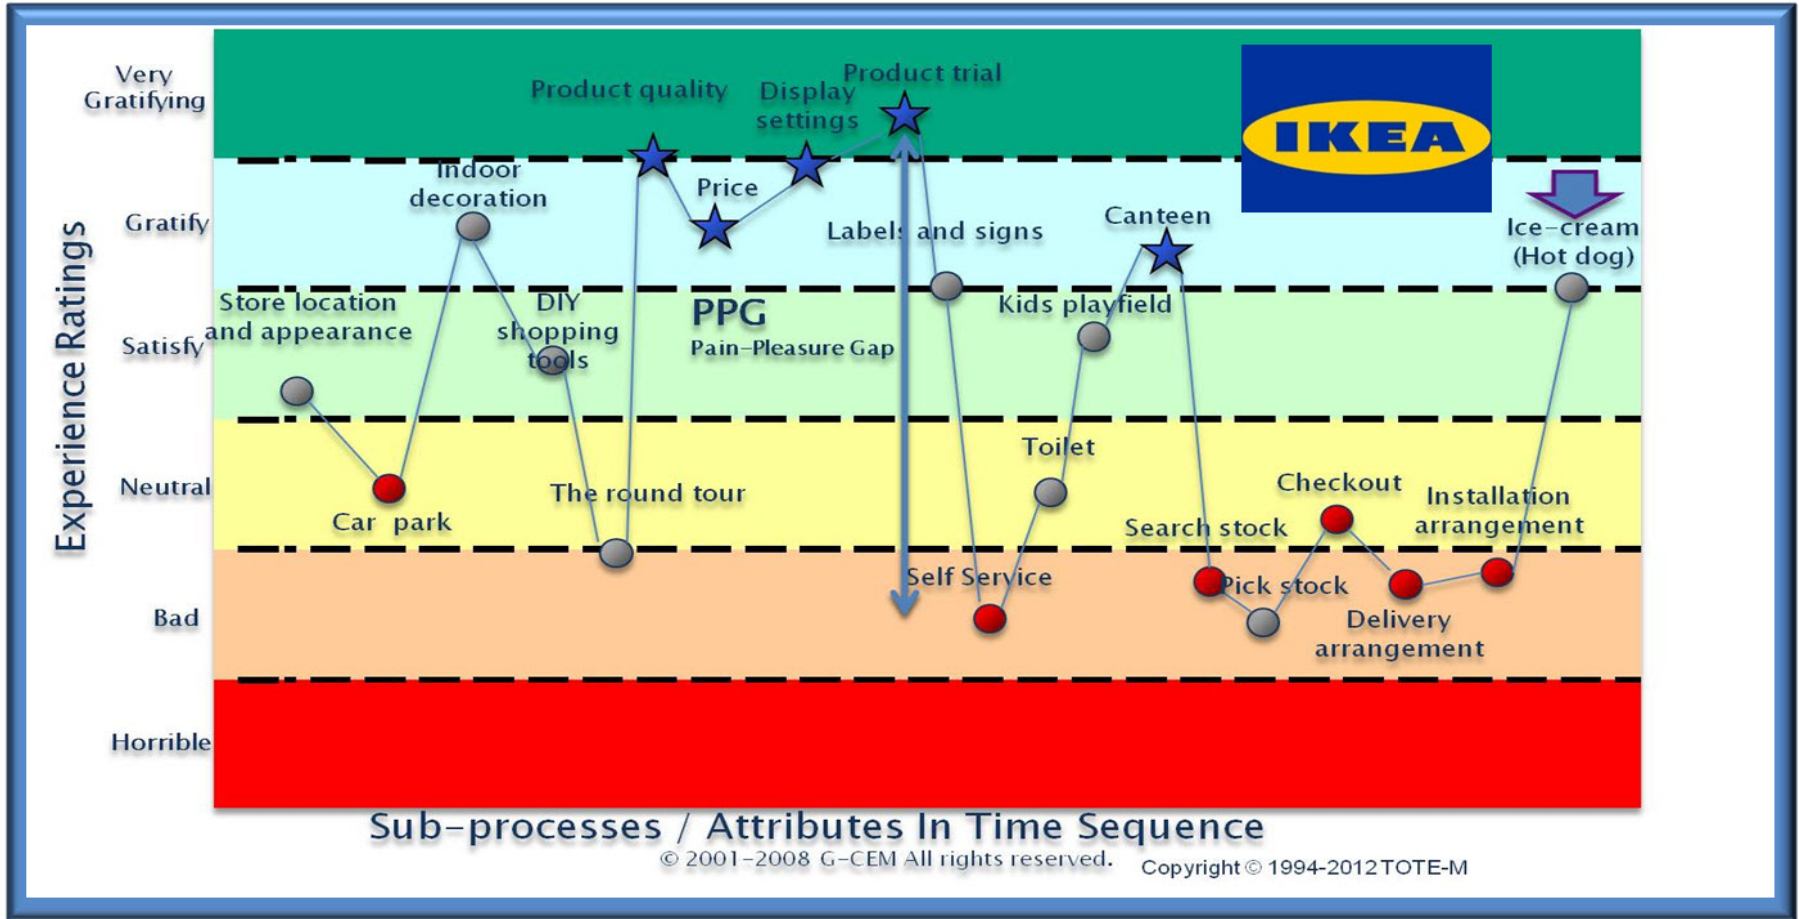 Very
Gratifying
Gratify
Satisfy
Neutral
Bad
Horrible
Experience Ratings
Store location
and appearance
Car park
Indoor
decoration
DIY
shopping
tools
The round tour
Product quality
Price
Display
settings
Product trial
PPG
Pain-Pleasure Gap
Labels and signs
Self Service
Toilet
Kids playfield
Canteen
Search stock
Pick stock
Checkout
Delivery
arrangement
Installation
arrangement
IKEA
Ice-cream
(Hot dog)
Sub-processes / Attributes In Time Sequence
© 2001-2008 G-CEM All rights reserved.
Copyright © 1994-2012 TOTE-M